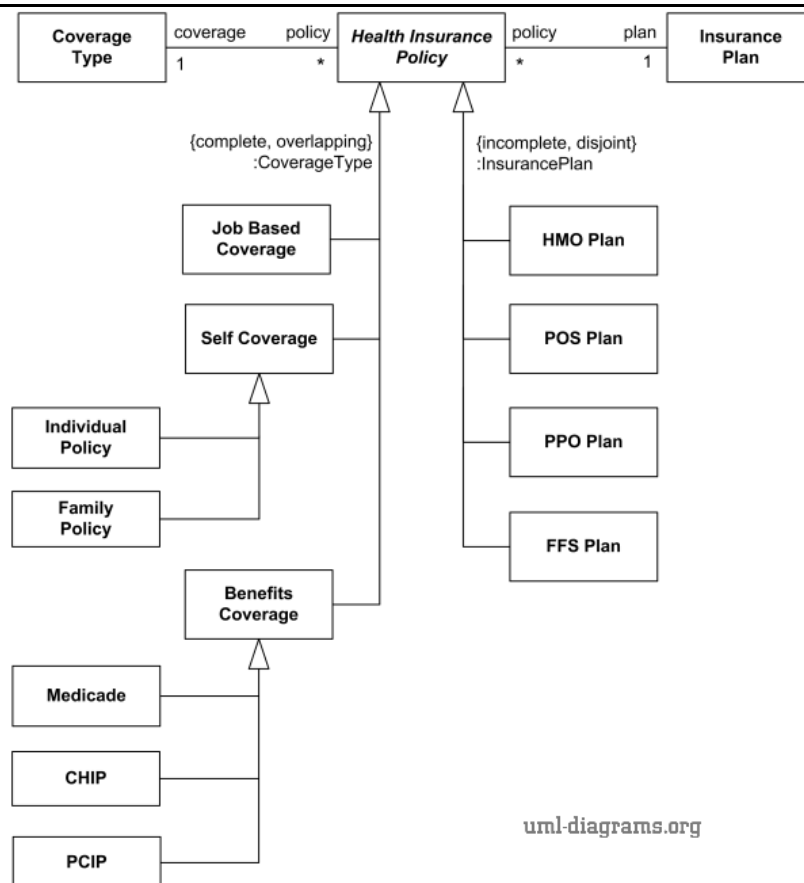 Coverage
Type
coverage
policy
1
*
Health Insurance
Policy
policy
plan
*
1
Insurance
Plan
{complete, overlapping}
:CoverageType
{incomplete, disjoint}
:InsurancePlan
Job Based
Coverage
HMO Plan
Self Coverage
POS Plan
Individual
Policy
PPO Plan
Family
Policy
FFS Plan
Benefits
Coverage
Medicade
CHIP
uml-diagrams.org
PCIP